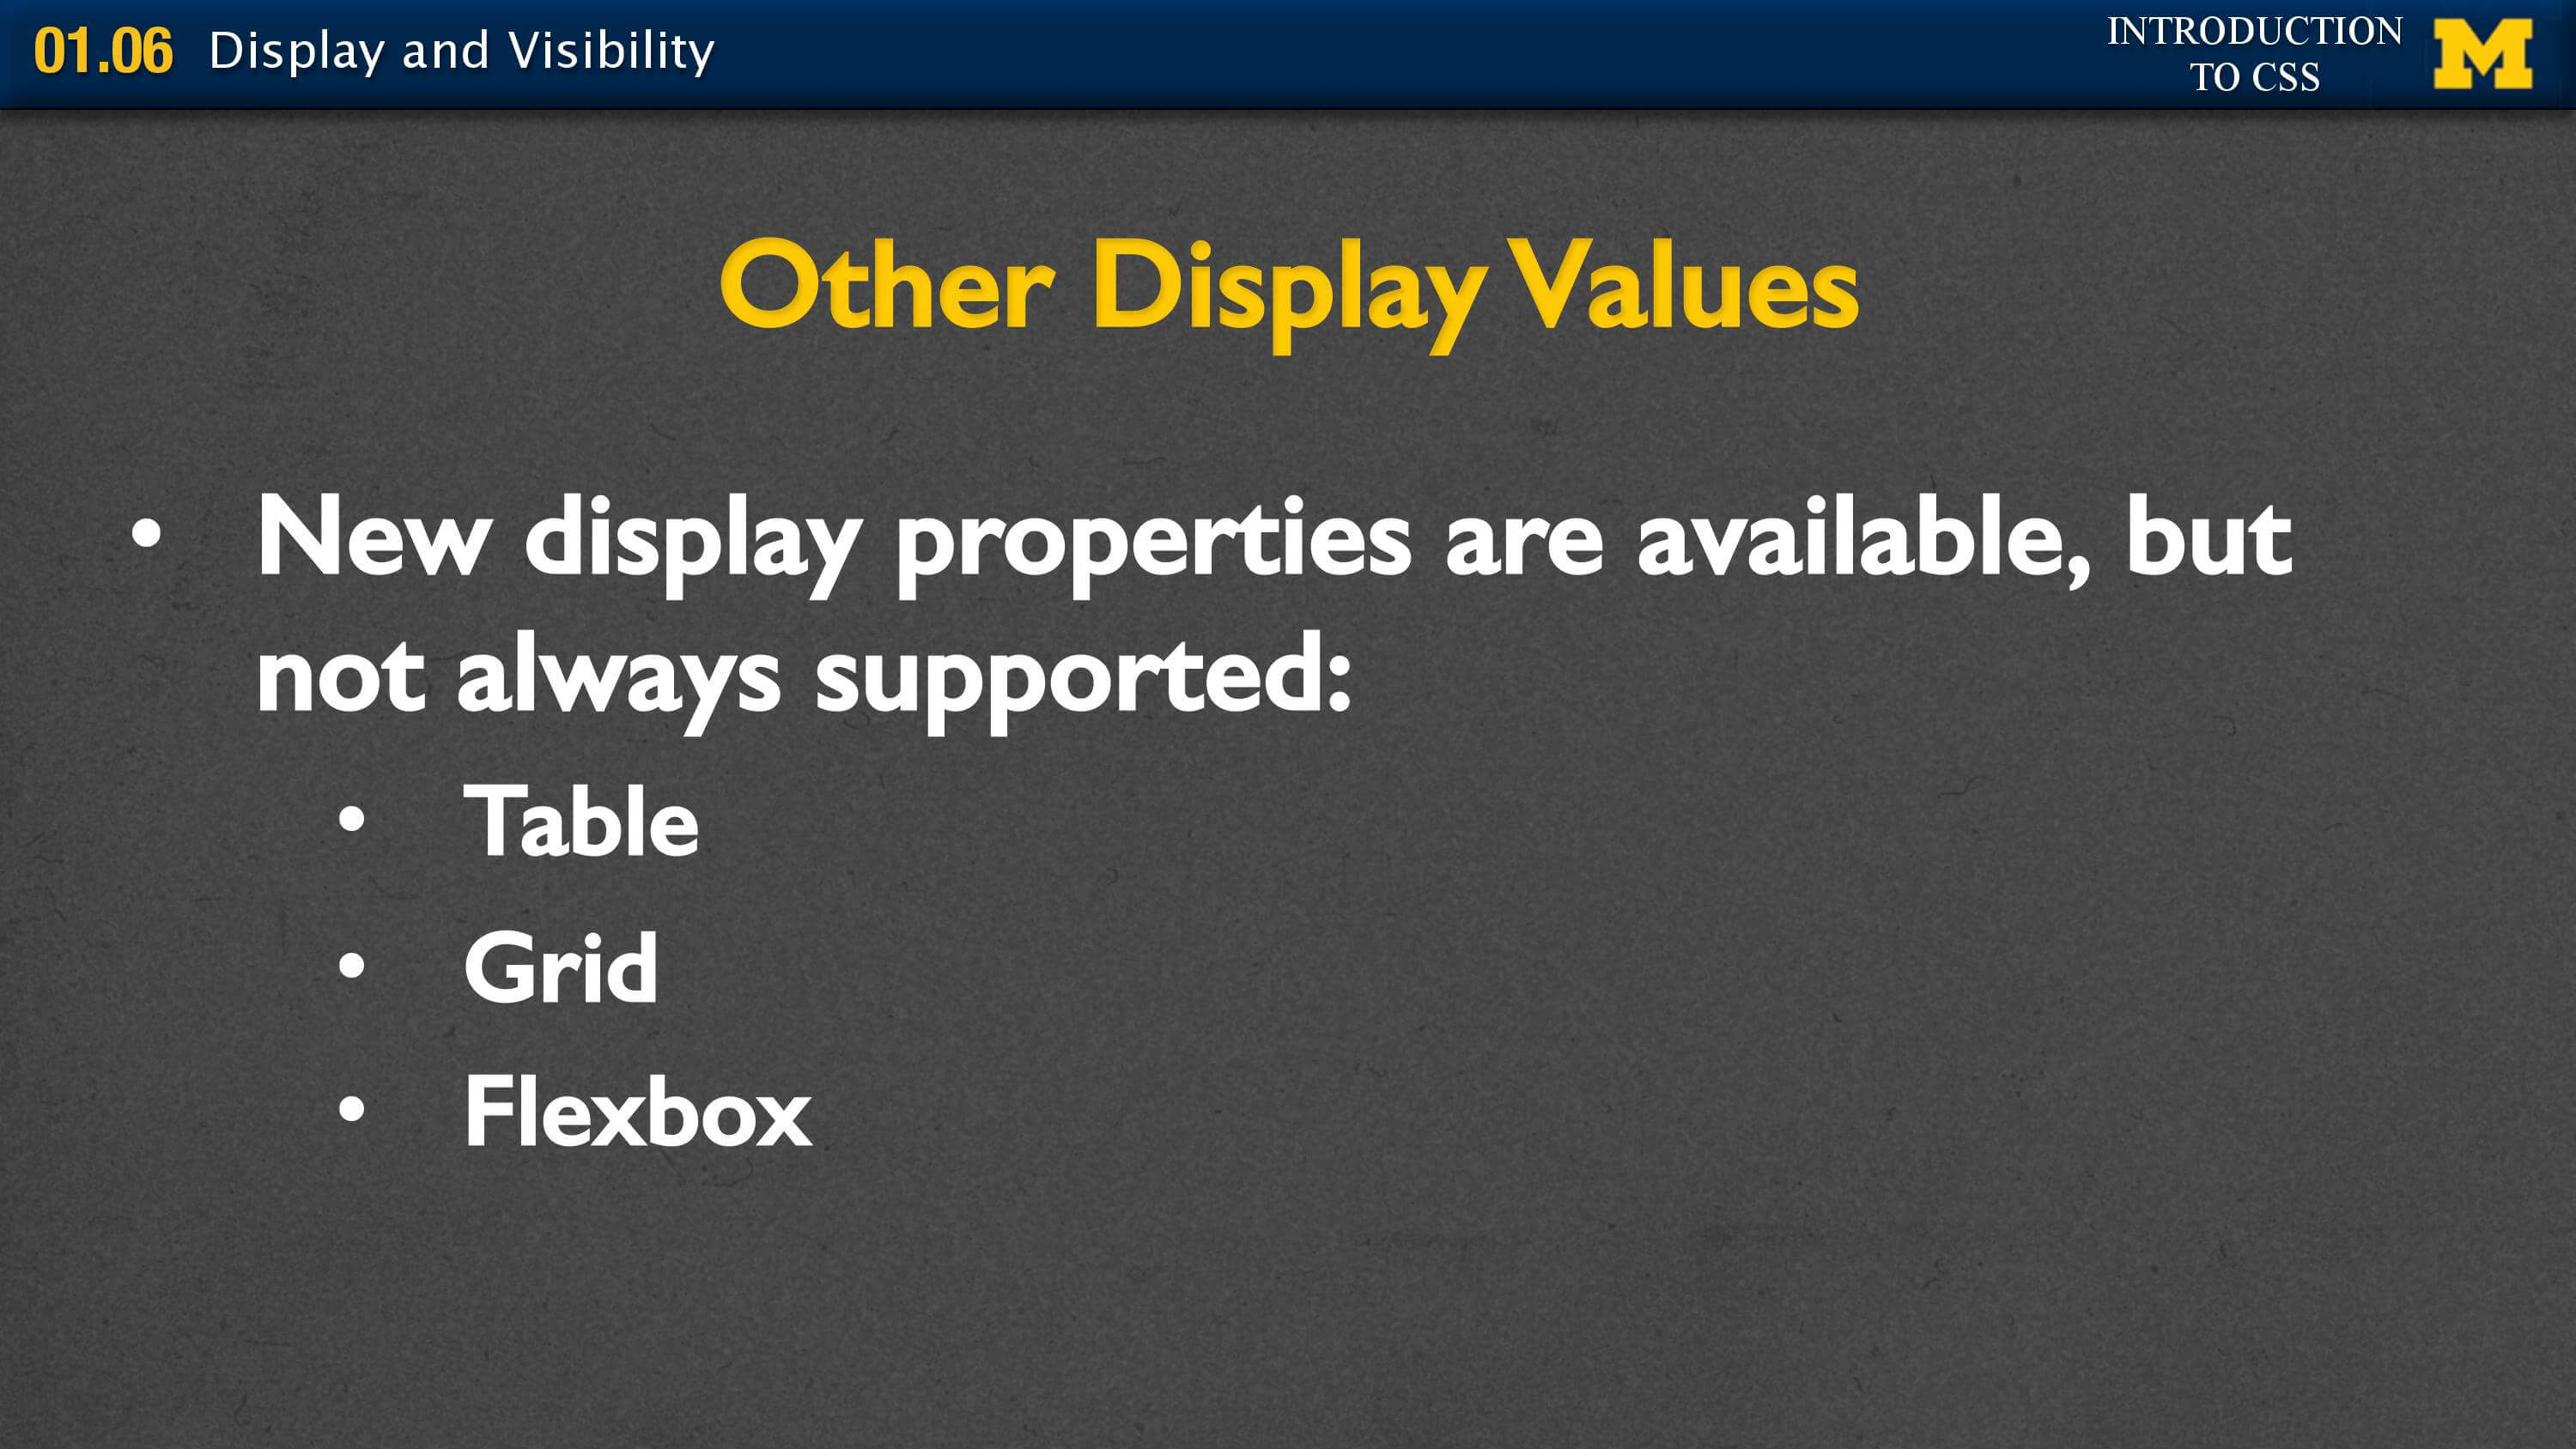 01.06 Display and Visibility
INTRODUCTION
TO CSS
M
Other Display Values
• New display properties are available, but
not always supported:
• Table
• Grid
• Flexbox